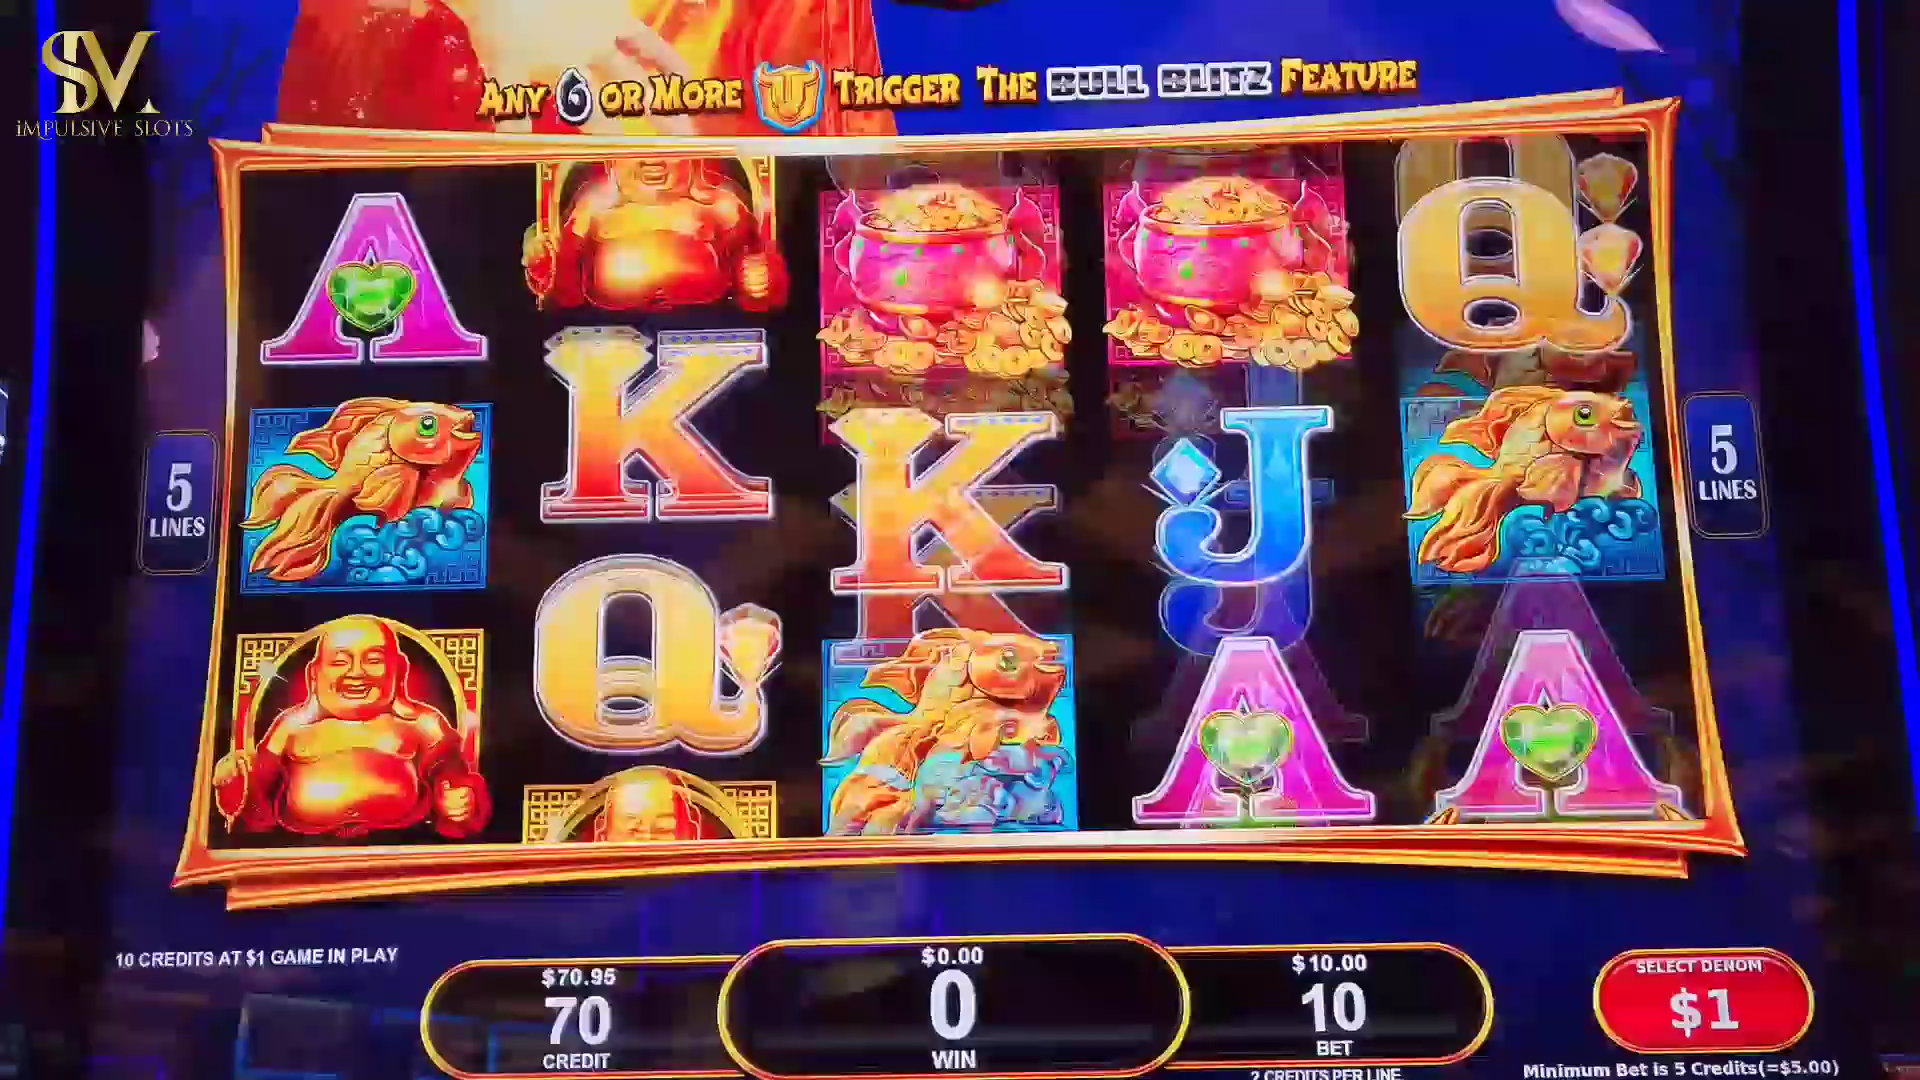 SV
iMPULSIVE SLOTS
ANY 6 OR MORE TRIGGER THE BULL BLITZ FEATURE
A
Q
K
K
J
Q
A
A
5
LINES
5
LINES
10 CREDITS AT $1 GAME IN PLAY
$70.95
70
CREDIT
$0.00
0
WIN
$10.00
10
BET
2 CREDITS PER LINE
SELECT DENOM
$1
Minimum Bet is 5 Credits(=$5.00)